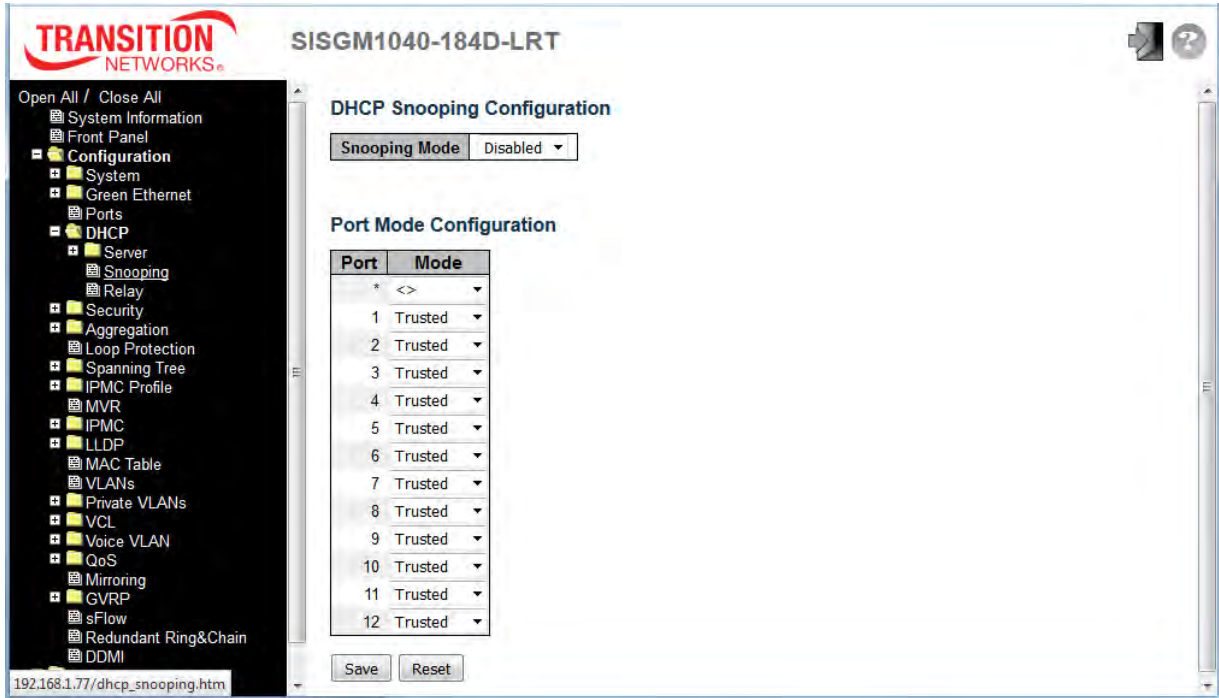 TRANSITION
NETWORKS®
SISGM1040-184D-LRT
?
Open All / Close All
System Information
Front Panel
Configuration
System
Green Ethernet
Ports
DHCP
Server
Snooping
Relay
Security
Aggregation
Loop Protection
Spanning Tree
IPMC Profile
MVR
IPMC
LLDP
MAC Table
VLANs
Private VLANs
VCL
Voice VLAN
QoS
Mirroring
GVRP
sFlow
Redundant Ring&Chain
DDMI
192.168.1.77/dhcp_snooping.htm
DHCP Snooping Configuration
Snooping Mode Disabled
Port Mode Configuration
Port Mode
* <>
1 Trusted
2 Trusted
3 Trusted
4 Trusted
5 Trusted
6 Trusted
7 Trusted
8 Trusted
9 Trusted
10 Trusted
11 Trusted
12 Trusted
Save Reset